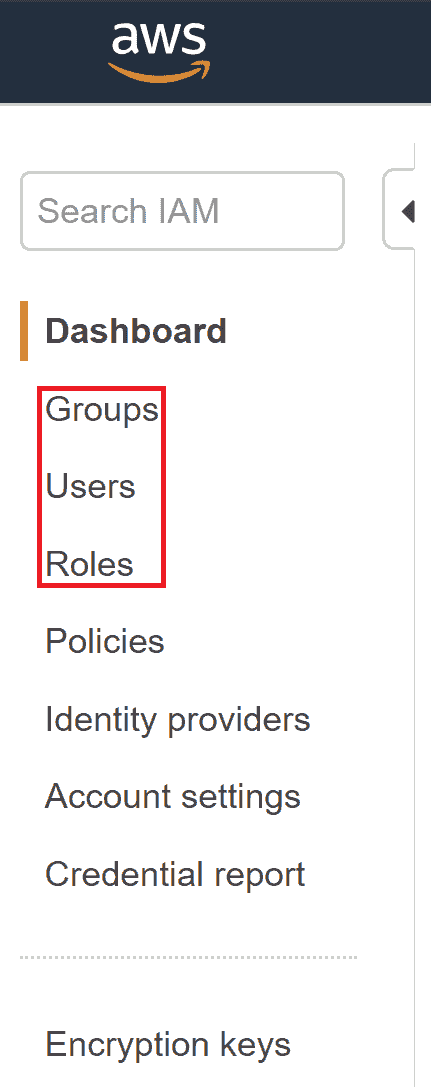 aws
Search IAM
Dashboard
Groups
Users
Roles
Policies
Identity providers
Account settings
Credential report
Encryption keys